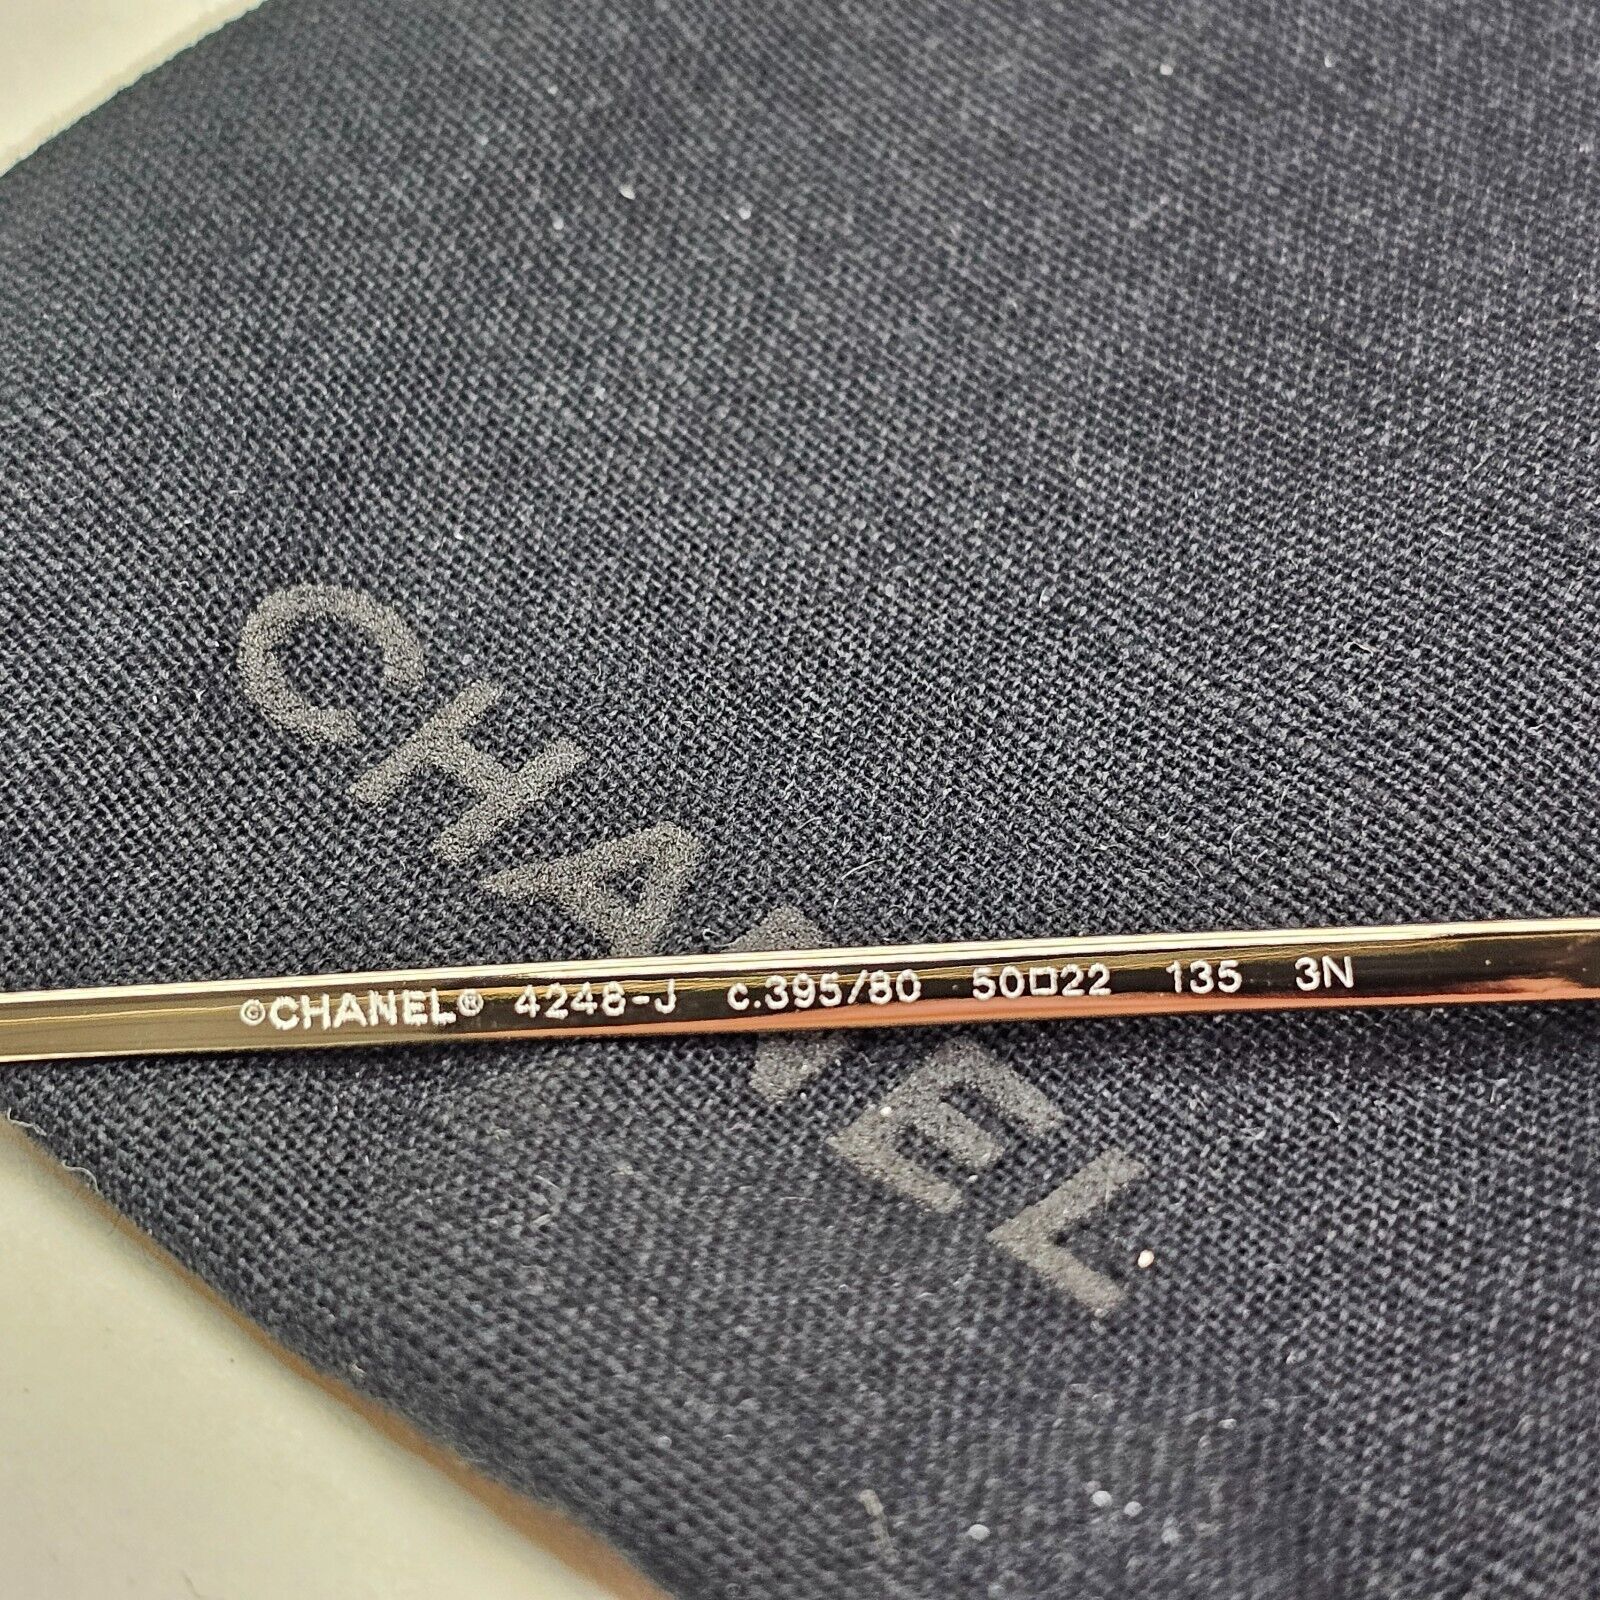 CHANEL
©CHANEL® 4248-J c.395/80 50□22 135 3N